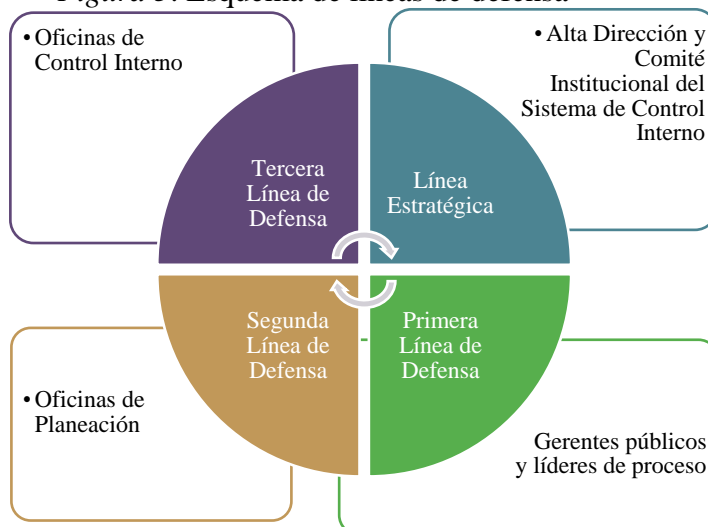 • Oficinas de
Control Interno
• Alta Dirección y
Comité
Institucional del
Sistema de Control
Interno
Tercera
Línea de
Defensa
Línea
Estratégica
Segunda
Línea de
Defensa
Primera
Línea de
Defensa
• Oficinas de
Planeación
Gerentes públicos
y líderes de proceso